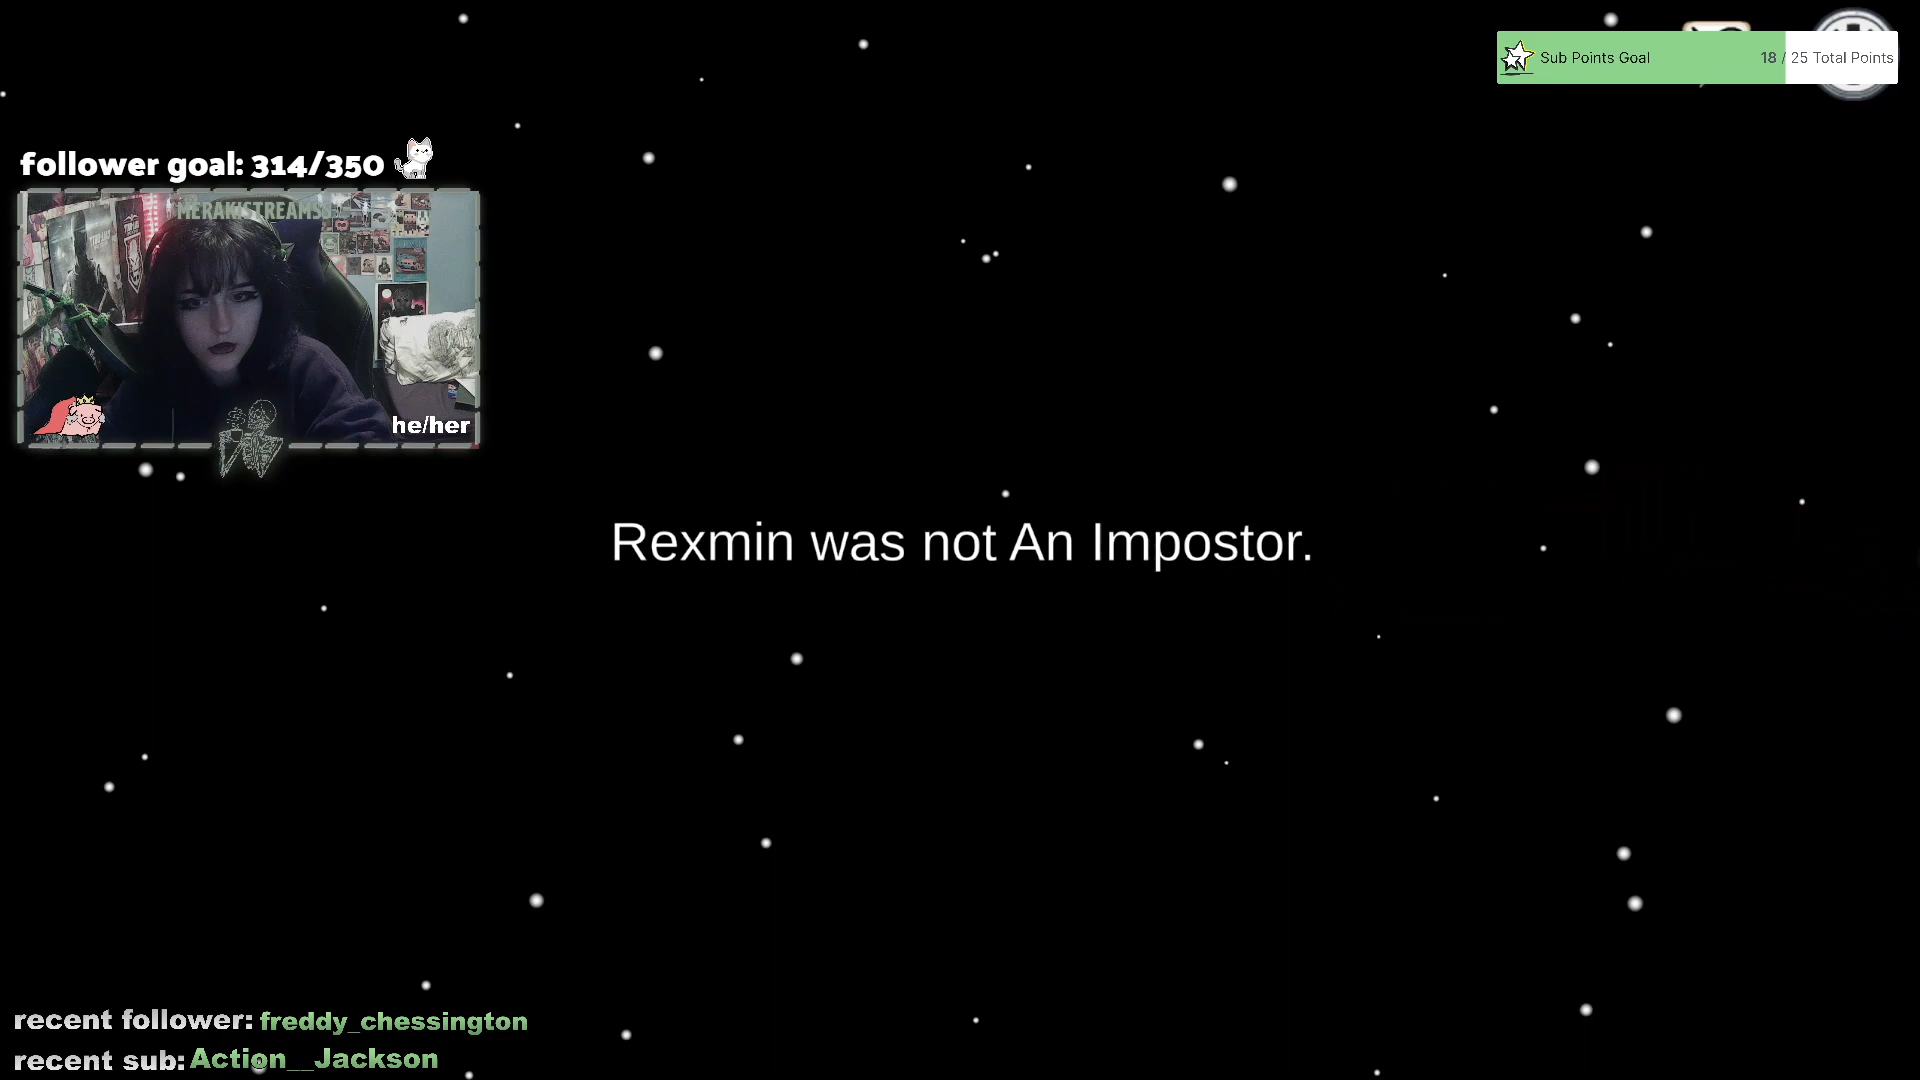 Sub Points Goal 18 / 25 Total Points
follower goal: 314/350
MERAKISTREAMSS
he/her
Rexmin was not An Impostor.
recent follower: freddy_chessington
recent sub: Action__Jackson